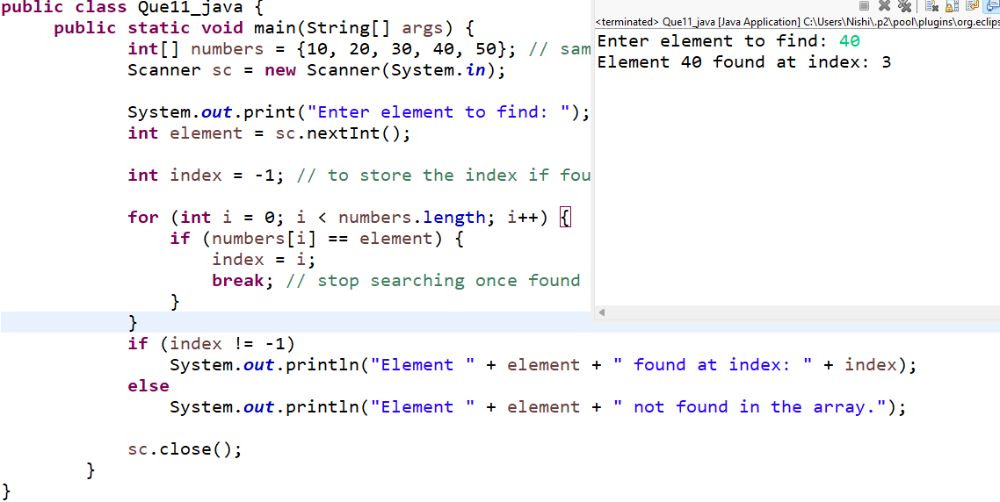 public class Que11_java {
public static void main(String[] args) {
int[] numbers = {10, 20, 30, 40, 50}; // sam
Scanner sc = new Scanner(System.in);
System.out.print("Enter element to find: ");
int element = sc.nextInt();
int index = -1; // to store the index if fou
for (int i = 0; i < numbers.length; i++) {
if (numbers[i] == element) {
index = i;
break; // stop searching once found
}
}
if (index != -1)
System.out.println("Element " + element + " found at index: " + index);
else
System.out.println("Element " + element + " not found in the array.");
sc.close();
}
}
<terminated> Que11_java [Java Application] C:\Users\Nishi\.p2\pool\plugins\org.eclips
Enter element to find: 40
Element 40 found at index: 3